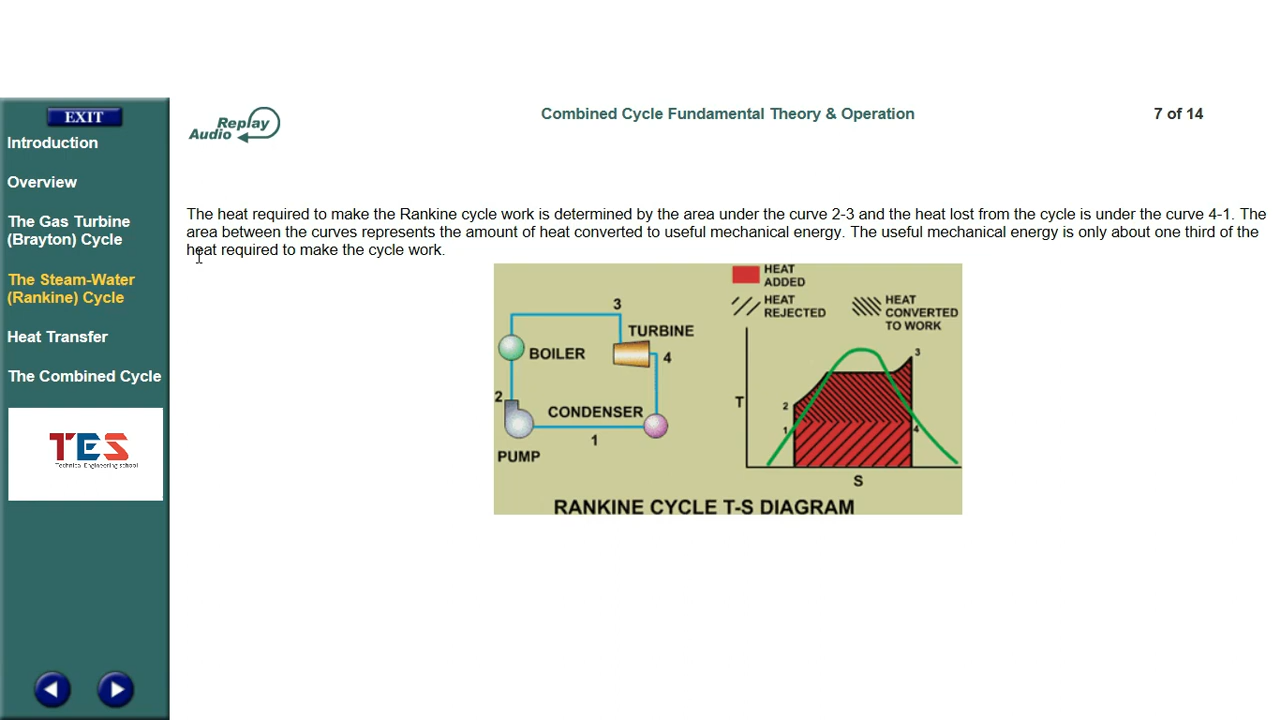 EXIT
Introduction
Overview
The Gas Turbine
(Brayton) Cycle
The Steam-Water
(Rankine) Cycle
Heat Transfer
The Combined Cycle
TES
Technical Engineering school
Replay
Audio
Combined Cycle Fundamental Theory & Operation
7 of 14
The heat required to make the Rankine cycle work is determined by the area under the curve 2-3 and the heat lost from the cycle is under the curve 4-1. The
area between the curves represents the amount of heat converted to useful mechanical energy. The useful mechanical energy is only about one third of the
heat required to make the cycle work.
3
TURBINE
BOILER
4
2
CONDENSER
1
PUMP
HEAT
ADDED
HEAT
REJECTED
HEAT
CONVERTED
TO WORK
3
T
2
1
4
S
RANKINE CYCLE T-S DIAGRAM